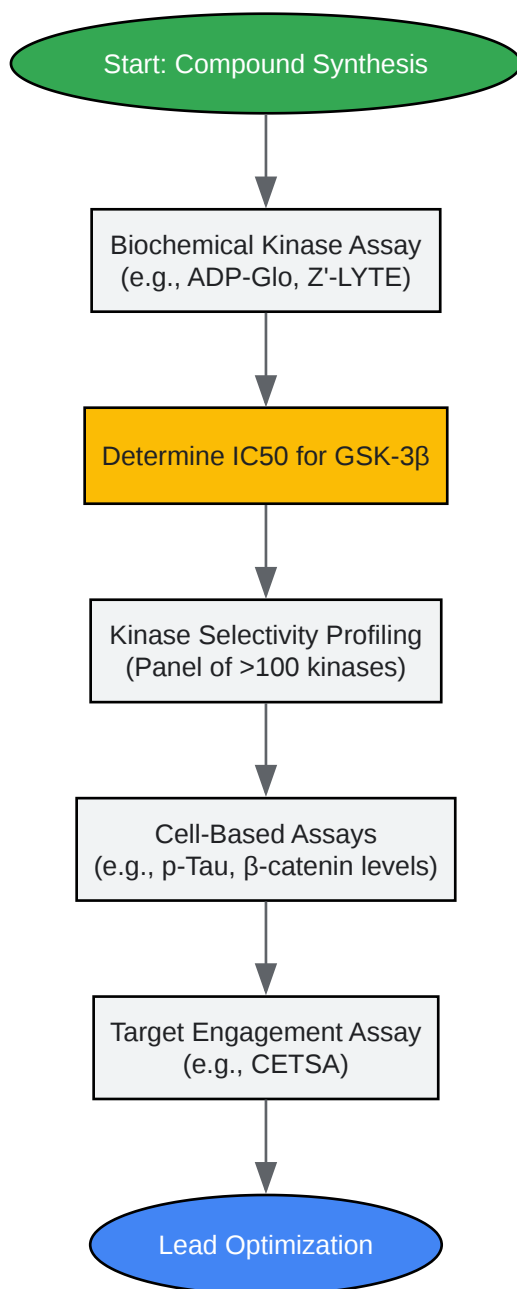 Start: Compound Synthesis
Biochemical Kinase Assay
(e.g., ADP-Glo, Z'-LYTE)
Determine IC50 for GSK-3β
Kinase Selectivity Profiling
(Panel of >100 kinases)
Cell-Based Assays
(e.g., p-Tau, β-catenin levels)
Target Engagement Assay
(e.g., CETSA)
Lead Optimization